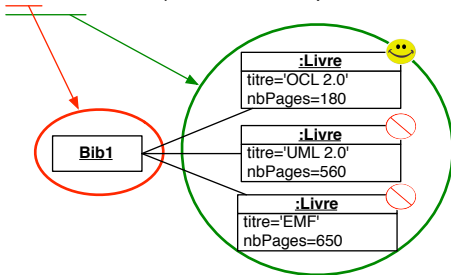 :Livre
titre='OCL 2.0'
nbPages=180
Bib1
:Livre
titre='UML 2.0'
nbPages=560
:Livre
titre='EMF'
nbPages=650